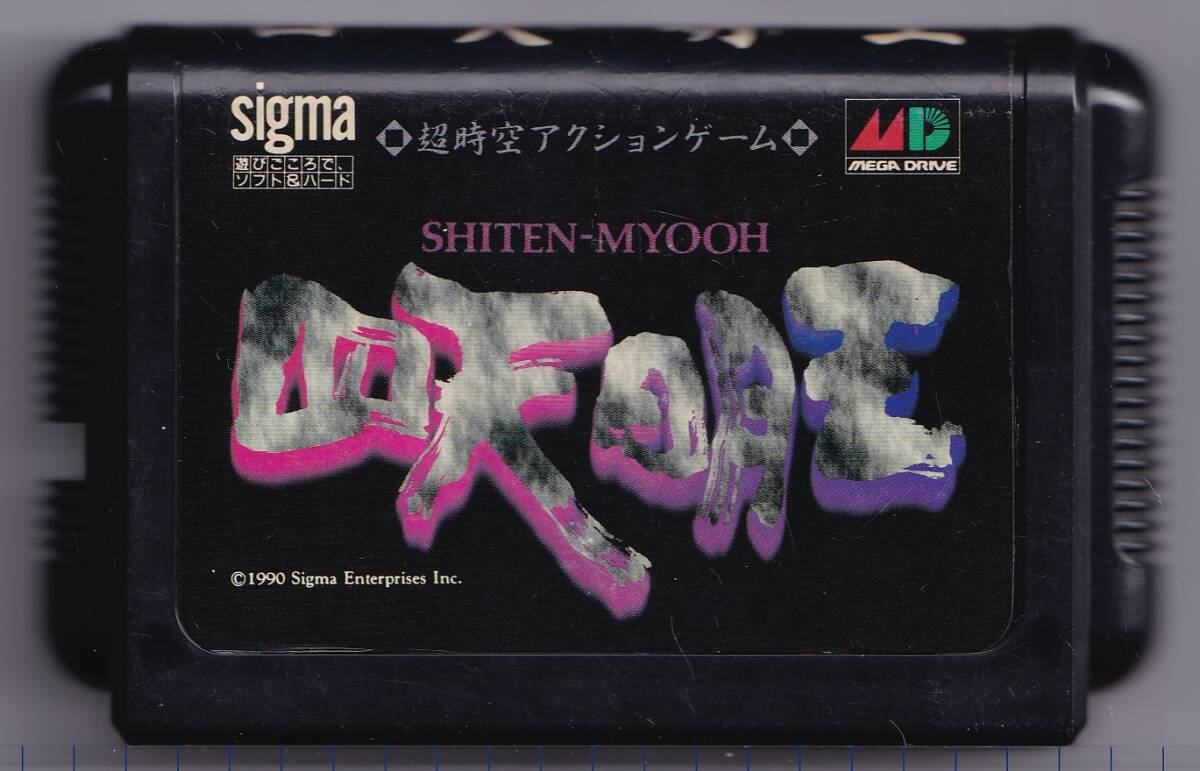 sigma
遊びごころで、
ソフト&ハード
超時空アクションゲーム
MD
MEGA DRIVE
SHITEN-MYOOH
四天明王
©1990 Sigma Enterprises Inc.